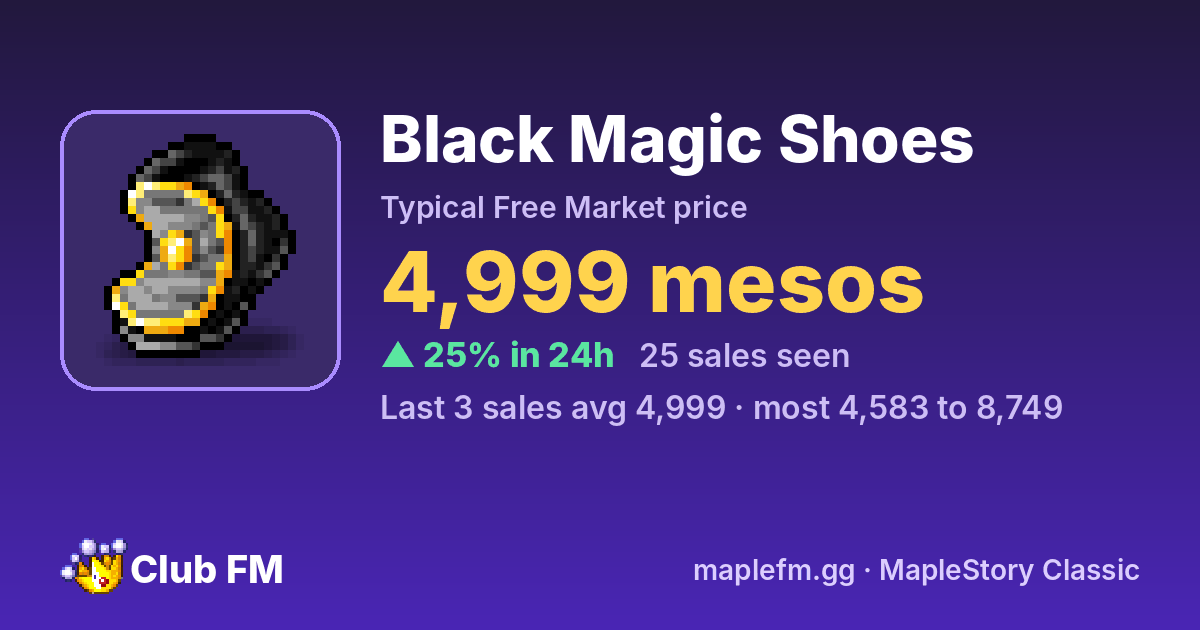 Black Magic Shoes
Typical Free Market price
4,999 mesos
▲ 25% in 24h 25 sales seen
Last 3 sales avg 4,999 · most 4,583 to 8,749
Club FM
maplefm.gg · MapleStory Classic